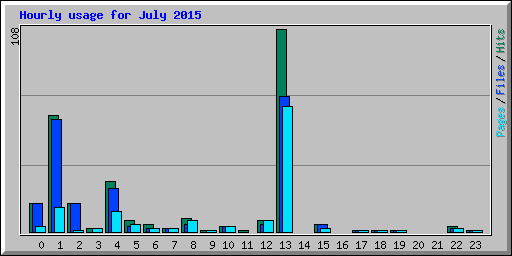 Hourly usage for July 2015
108
Pages/Files/Hits
0 1 2 3 4 5 6 7 8 9 10 11 12 13 14 15 16 17 18 19 20 21 22 23